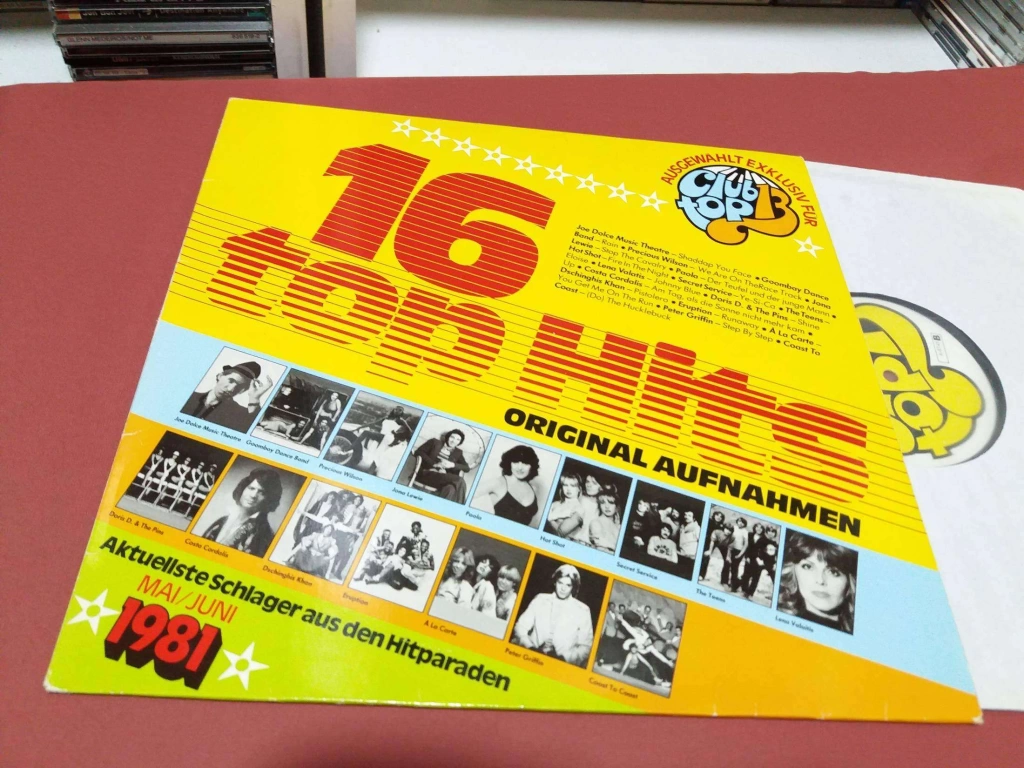 GLENN MEDEIROS NOT ME
AUSGEWÄHLT EXKLUSIV FÜR
Club
top 13
16
top Hits
Joe Dolce Music Theatre – Shaddap You Face • Goombay Dance
Band – Rain • Precious Wilson – We Are On The Race Track • Jona
Lewie – Stop The Cavalry • Paola – Der Teufel und der junge Mann •
Hot Shot – Fire In The Night • Secret Service – Ye-Si-Ca • The Teens –
Eloise • Lena Valaitis – Johnny Blue • Doris D. & The Pins – Shine
Up • Costa Cordalis – Am Tag, als die Sonne nicht mehr kam •
Dschinghis Khan – Pistolero • Eruption – Runaway • À La Carte –
You Get Me On The Run • Peter Griffin – Step By Step • Coast To
Coast – (Do) The Hucklebuck
ORIGINAL AUFNAHMEN
Joe Dolce Music Theatre
Goombay Dance Band
Precious Wilson
Jona Lewie
Paola
Hot Shot
Secret Service
The Teens
Lena Valaitis
Doris D. & The Pins
Costa Cordalis
Dschinghis Khan
Eruption
À La Carte
Peter Griffin
Coast To Coast
Aktuellste Schlager aus den Hitparaden
MAI/JUNI
1981